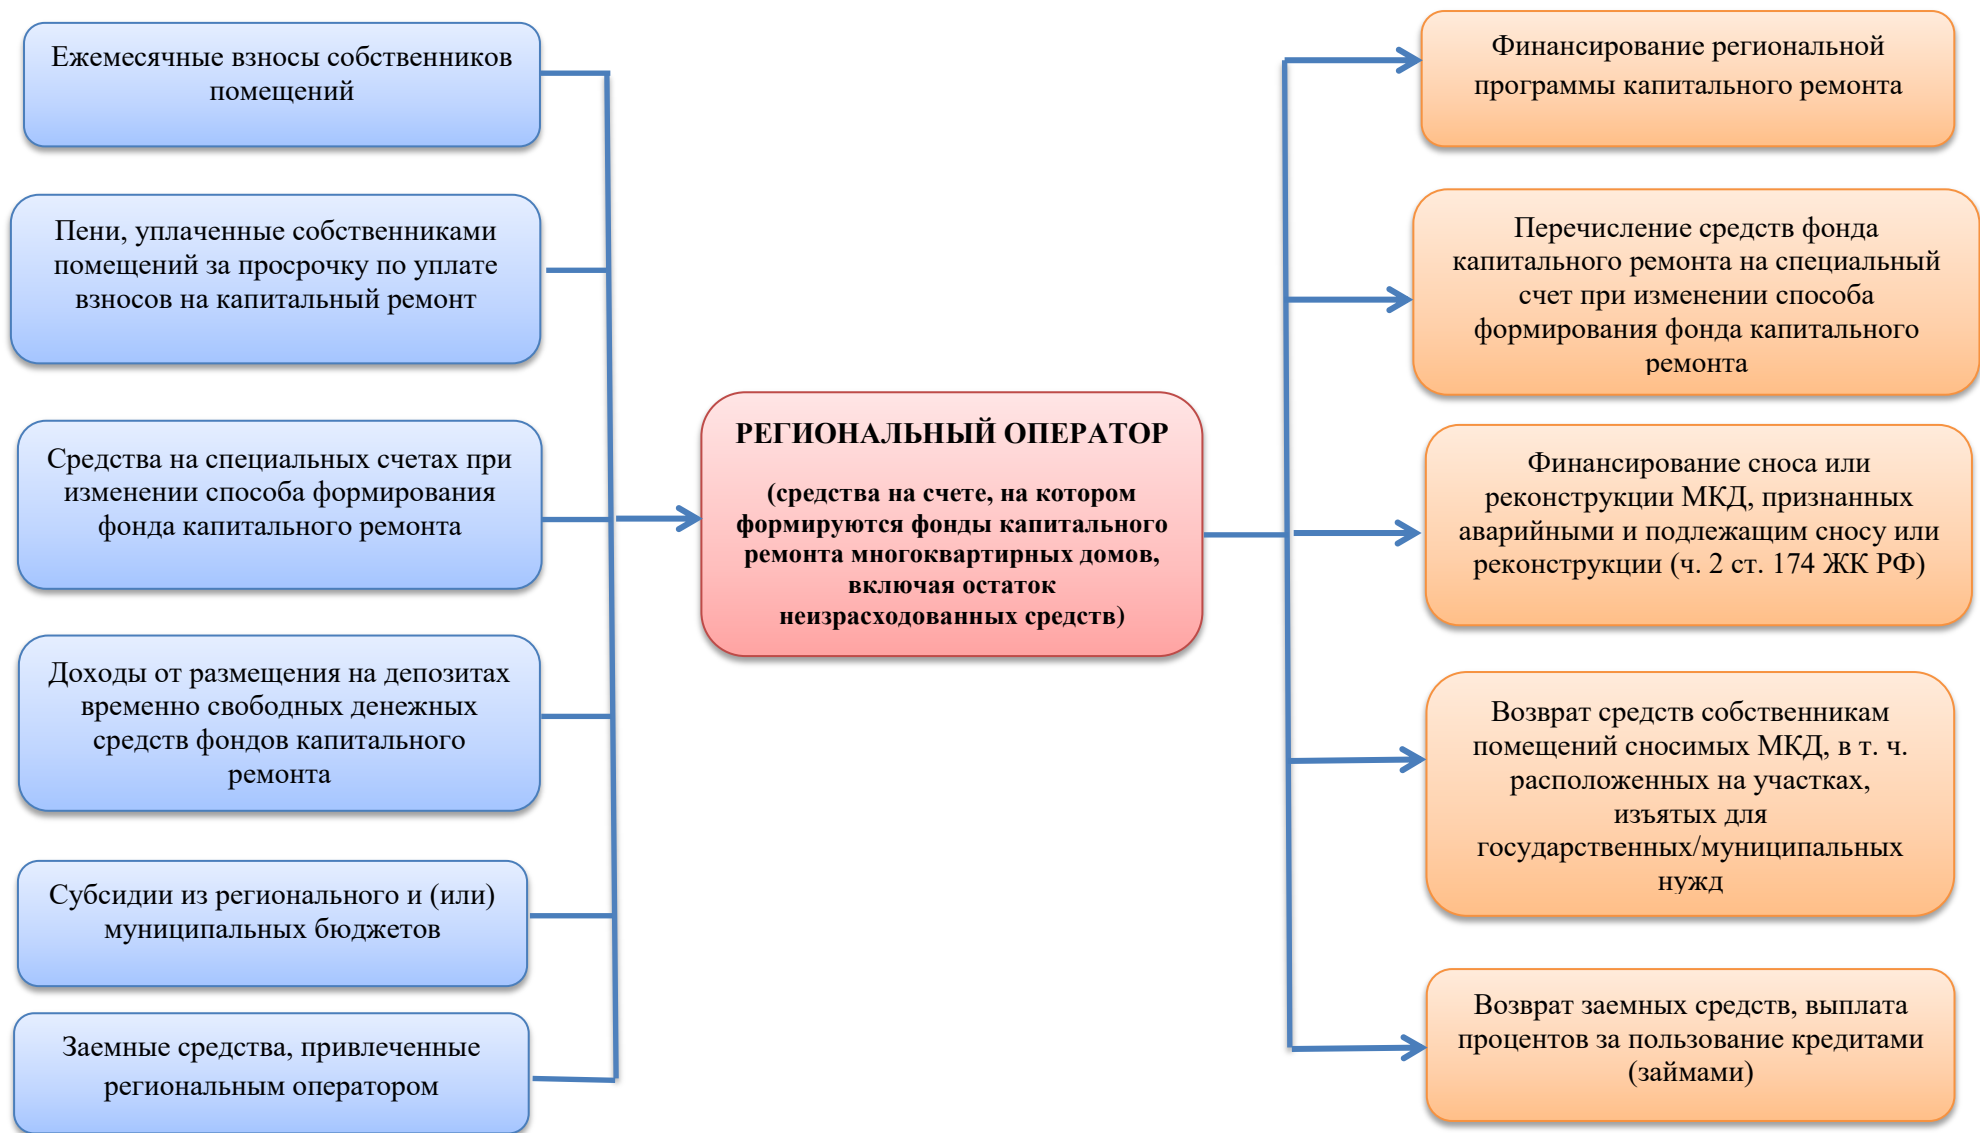 Ежемесячные взносы собственников
помещений
Пени, уплаченные собственниками
помещений за просрочку по уплате
взносов на капитальный ремонт
Средства на специальных счетах при
изменении способа формирования
фонда капитального ремонта
Доходы от размещения на депозитах
временно свободных денежных
средств фондов капитального
ремонта
Субсидии из регионального и (или)
муниципальных бюджетов
Заемные средства, привлеченные
региональным оператором
РЕГИОНАЛЬНЫЙ ОПЕРАТОР
(средства на счете, на котором
формируются фонды капитального
ремонта многоквартирных домов,
включая остаток
неизрасходованных средств)
Финансирование региональной
программы капитального ремонта
Перечисление средств фонда
капитального ремонта на специальный
счет при изменении способа
формирования фонда капитального
ремонта
Финансирование сноса или
реконструкции МКД, признанных
аварийными и подлежащим сносу или
реконструкции (ч. 2 ст. 174 ЖК РФ)
Возврат средств собственникам
помещений сносимых МКД, в т. ч.
расположенных на участках,
изъятых для
государственных/муниципальных
нужд
Возврат заемных средств, выплата
процентов за пользование кредитами
(займами)